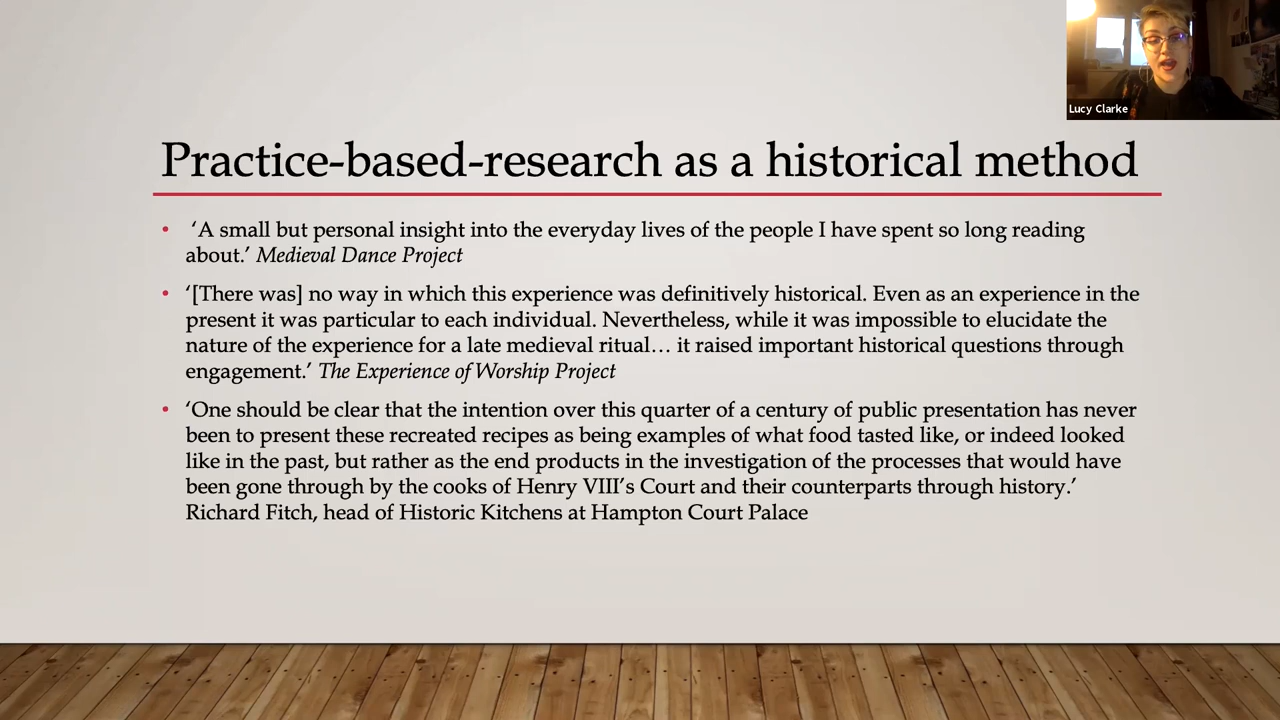 Lucy Clarke
Practice-based-research as a historical method
• ‘A small but personal insight into the everyday lives of the people I have spent so long reading
about.’ Medieval Dance Project
• ‘[There was] no way in which this experience was definitively historical. Even as an experience in the
present it was particular to each individual. Nevertheless, while it was impossible to elucidate the
nature of the experience for a late medieval ritual… it raised important historical questions through
engagement.’ The Experience of Worship Project
• ‘One should be clear that the intention over this quarter of a century of public presentation has never
been to present these recreated recipes as being examples of what food tasted like, or indeed looked
like in the past, but rather as the end products in the investigation of the processes that would have
been gone through by the cooks of Henry VIII’s Court and their counterparts through history.’
Richard Fitch, head of Historic Kitchens at Hampton Court Palace